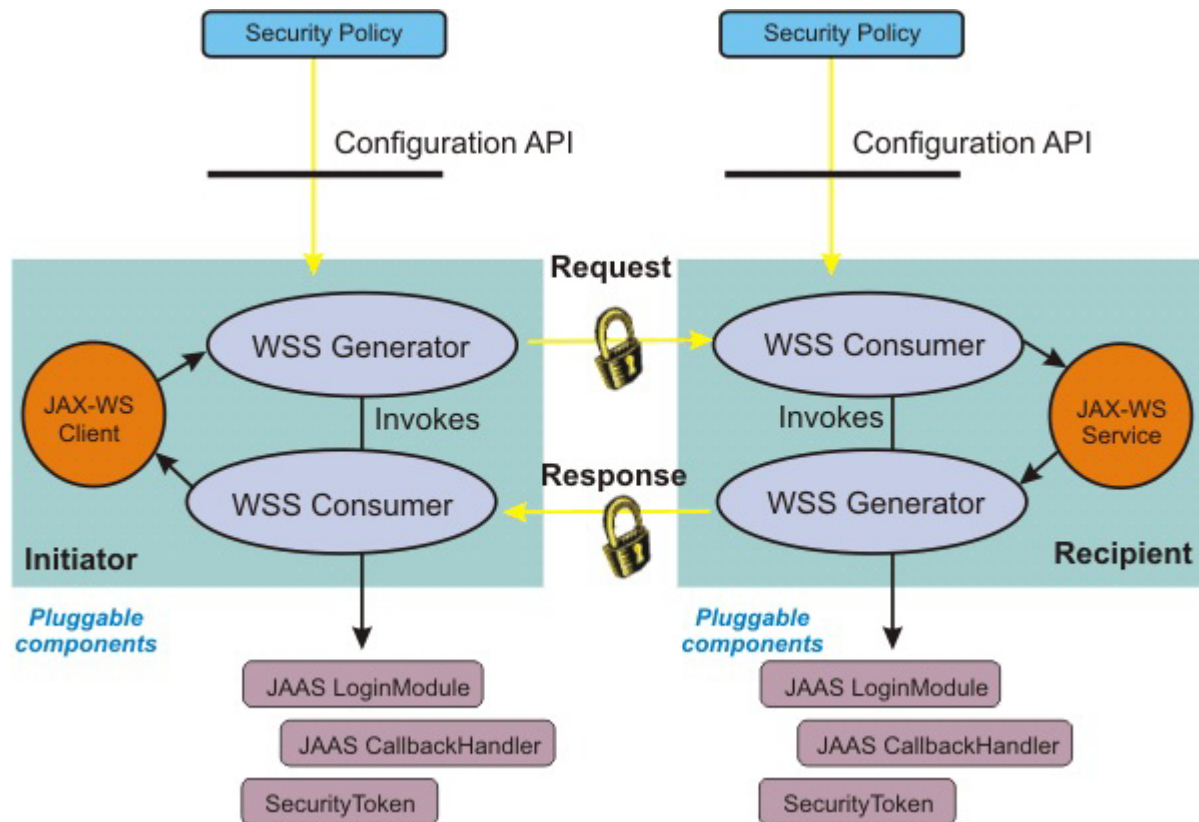 Security Policy
Security Policy
Configuration API
Configuration API
Request
WSS Generator
WSS Consumer
JAX-WS
Client
Invokes
Invokes
JAX-WS
Service
Response
WSS Consumer
WSS Generator
Initiator
Recipient
Pluggable
components
Pluggable
components
JAAS LoginModule
JAAS LoginModule
JAAS CallbackHandler
JAAS CallbackHandler
SecurityToken
SecurityToken